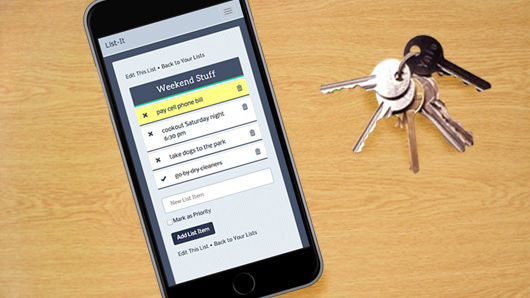 List-It
Edit This List • Back to Your Lists
Weekend Stuff
pay cell phone bill
cookout Saturday night
6:30 pm
take dogs to the park
go by dry cleaners
New List Item
Mark as Priority
Add List Item
Edit This List • Back to Your Lists